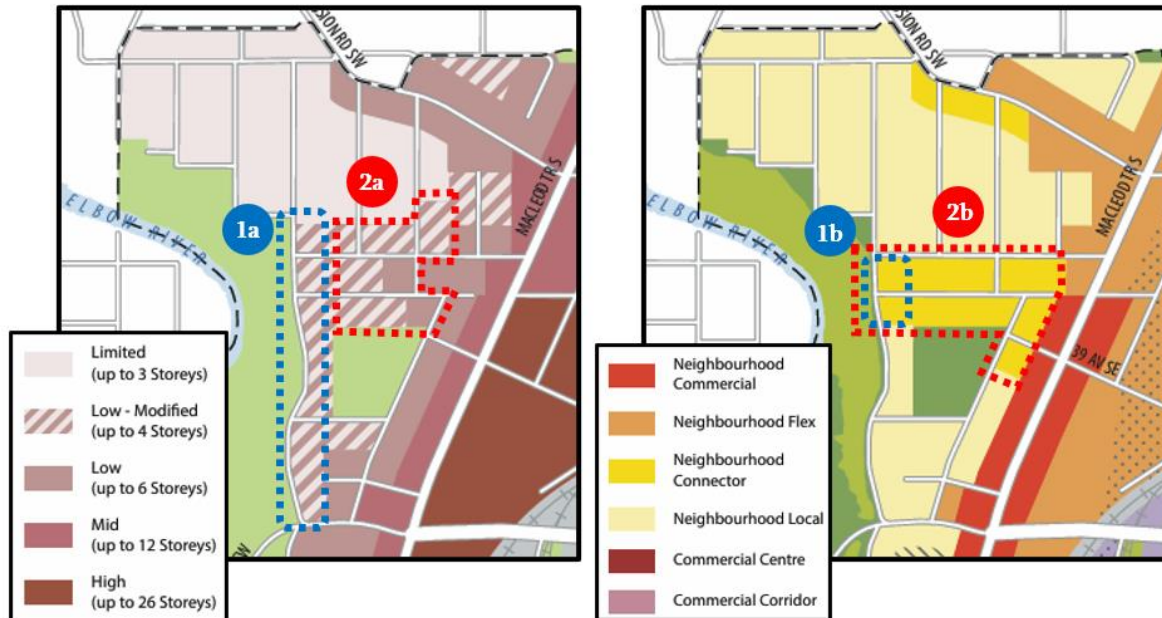 SION RD SW
2a
1a
ELBOW RIVER
MACLEOD TR S
Limited
(up to 3 Storeys)
Low - Modified
(up to 4 Storeys)
Low
(up to 6 Storeys)
Mid
(up to 12 Storeys)
High
(up to 26 Storeys)
SION RD SW
2b
1b
ELBOW RIVER
MACLEOD TR S
39 AV SE
Neighbourhood
Commercial
Neighbourhood Flex
Neighbourhood
Connector
Neighbourhood Local
Commercial Centre
Commercial Corridor